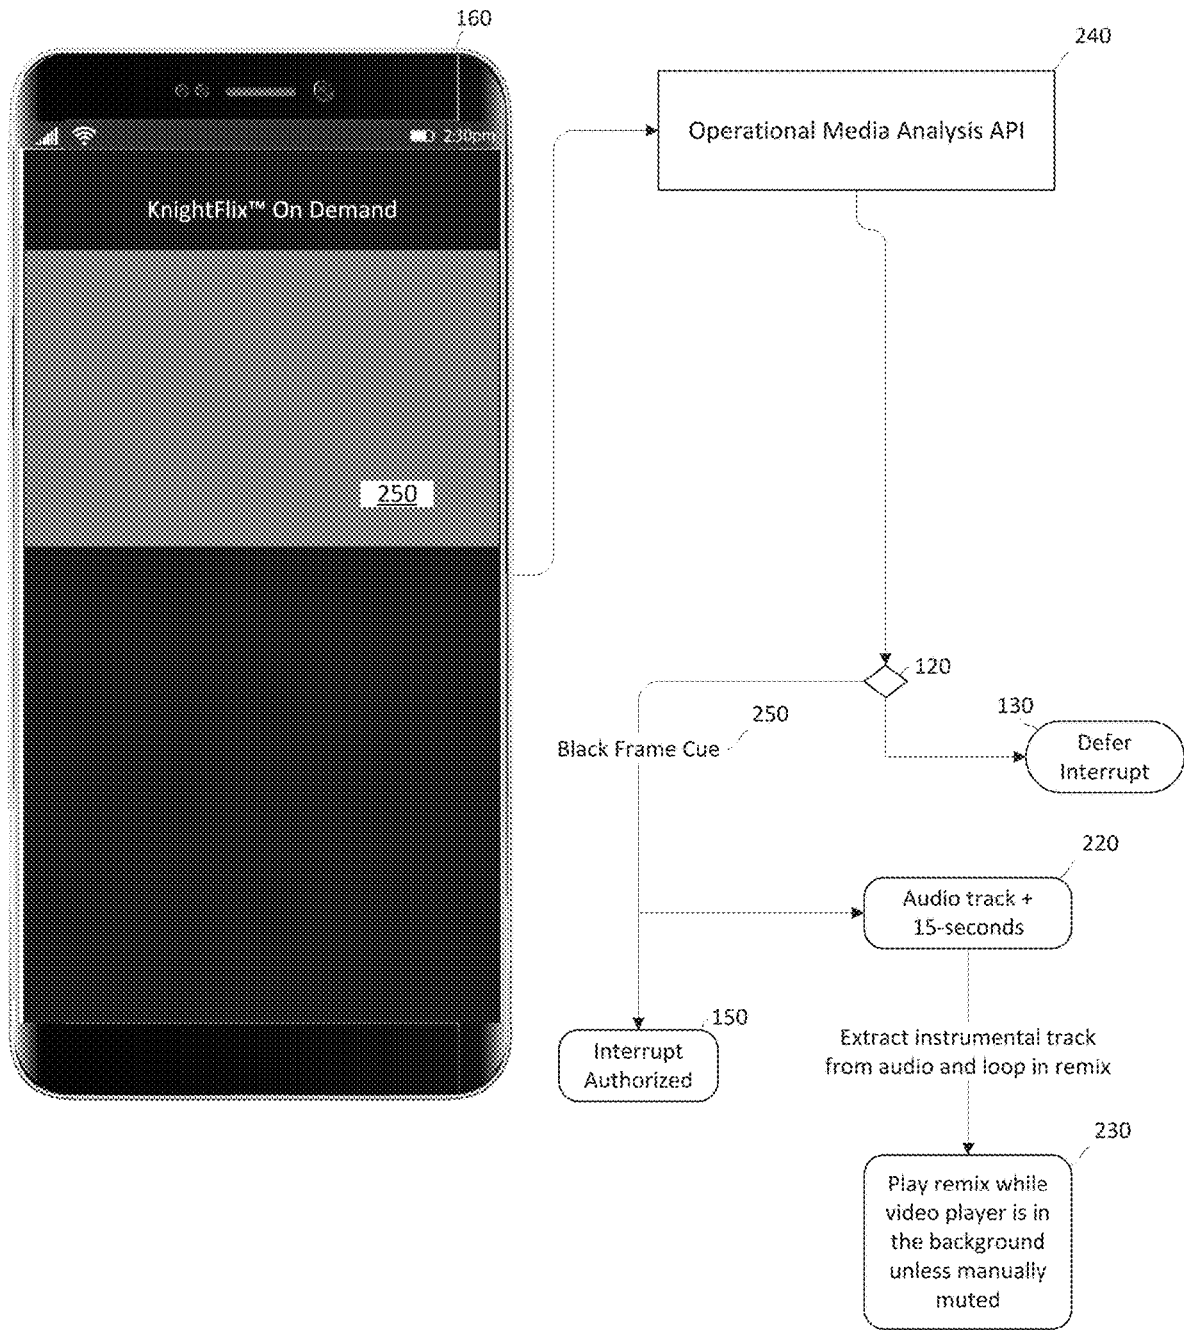 160
240
2:30pm
Operational Media Analysis API
KnightFlix™ On Demand
250
120
130
250
Black Frame Cue
Defer
Interrupt
220
Audio track +
15-seconds
150
Interrupt
Authorized
Extract instrumental track
from audio and loop in remix
230
Play remix while
video player is in
the background
unless manually
muted